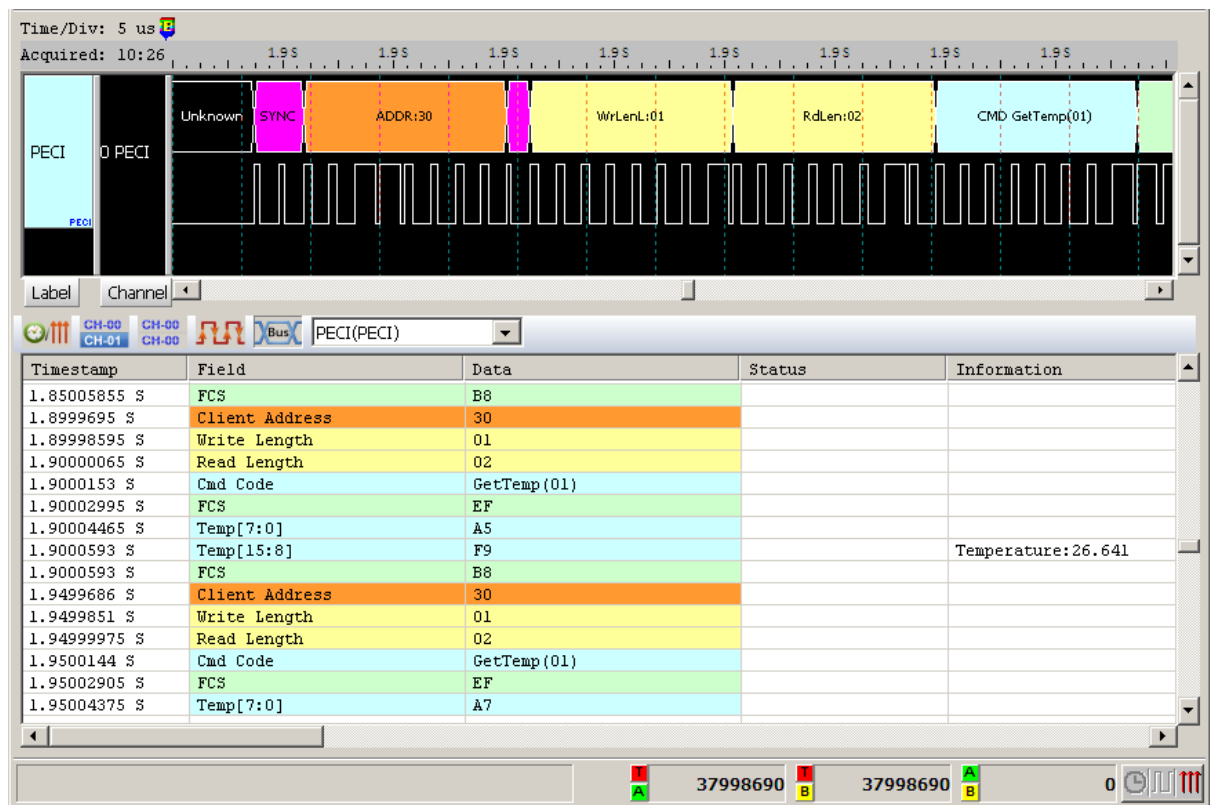 Time/Div: 5 us B
Acquired: 10:26 1.9S 1.9S 1.9S 1.9S 1.9S 1.9S 1.9S 1.9S
PECI 0 PECI Unknown SYNC ADDR:30 WrLenL:01 RdLen:02 CMD GetTemp(01)
PECI
Label Channel
CH-00 CH-01 CH-00 CH-00 Bus PECI(PECI)
Timestamp Field Data Status Information
1.85005855 S FCS B8
1.8999695 S Client Address 30
1.89998595 S Write Length 01
1.90000065 S Read Length 02
1.9000153 S Cmd Code GetTemp(01)
1.90002995 S FCS EF
1.90004465 S Temp[7:0] A5
1.9000593 S Temp[15:8] F9 Temperature:26.641
1.9000593 S FCS B8
1.9499686 S Client Address 30
1.9499851 S Write Length 01
1.94999975 S Read Length 02
1.9500144 S Cmd Code GetTemp(01)
1.95002905 S FCS EF
1.95004375 S Temp[7:0] A7
T A 37998690 T B 37998690 A B 0